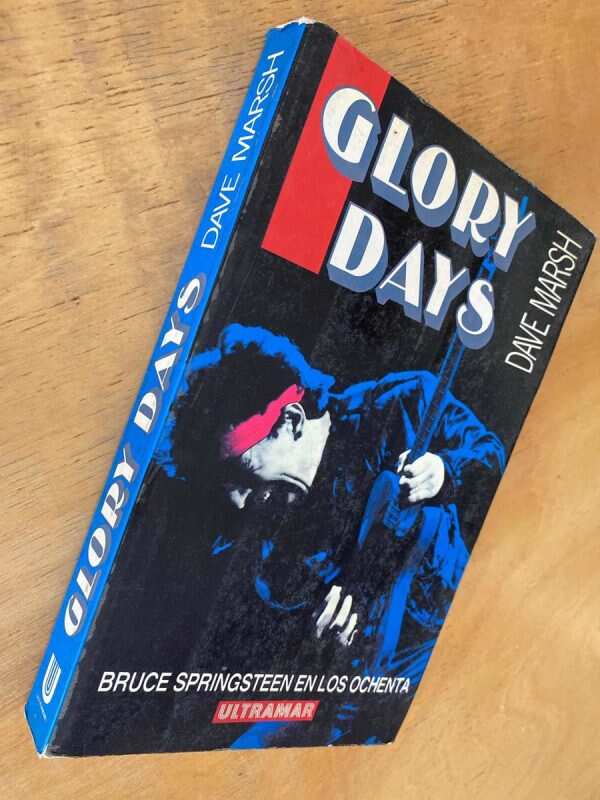 GLORY
DAYS
DAVE MARSH
BRUCE SPRINGSTEEN EN LOS OCHENTA
ULTRAMAR
GLORY DAYS DAVE MARSH